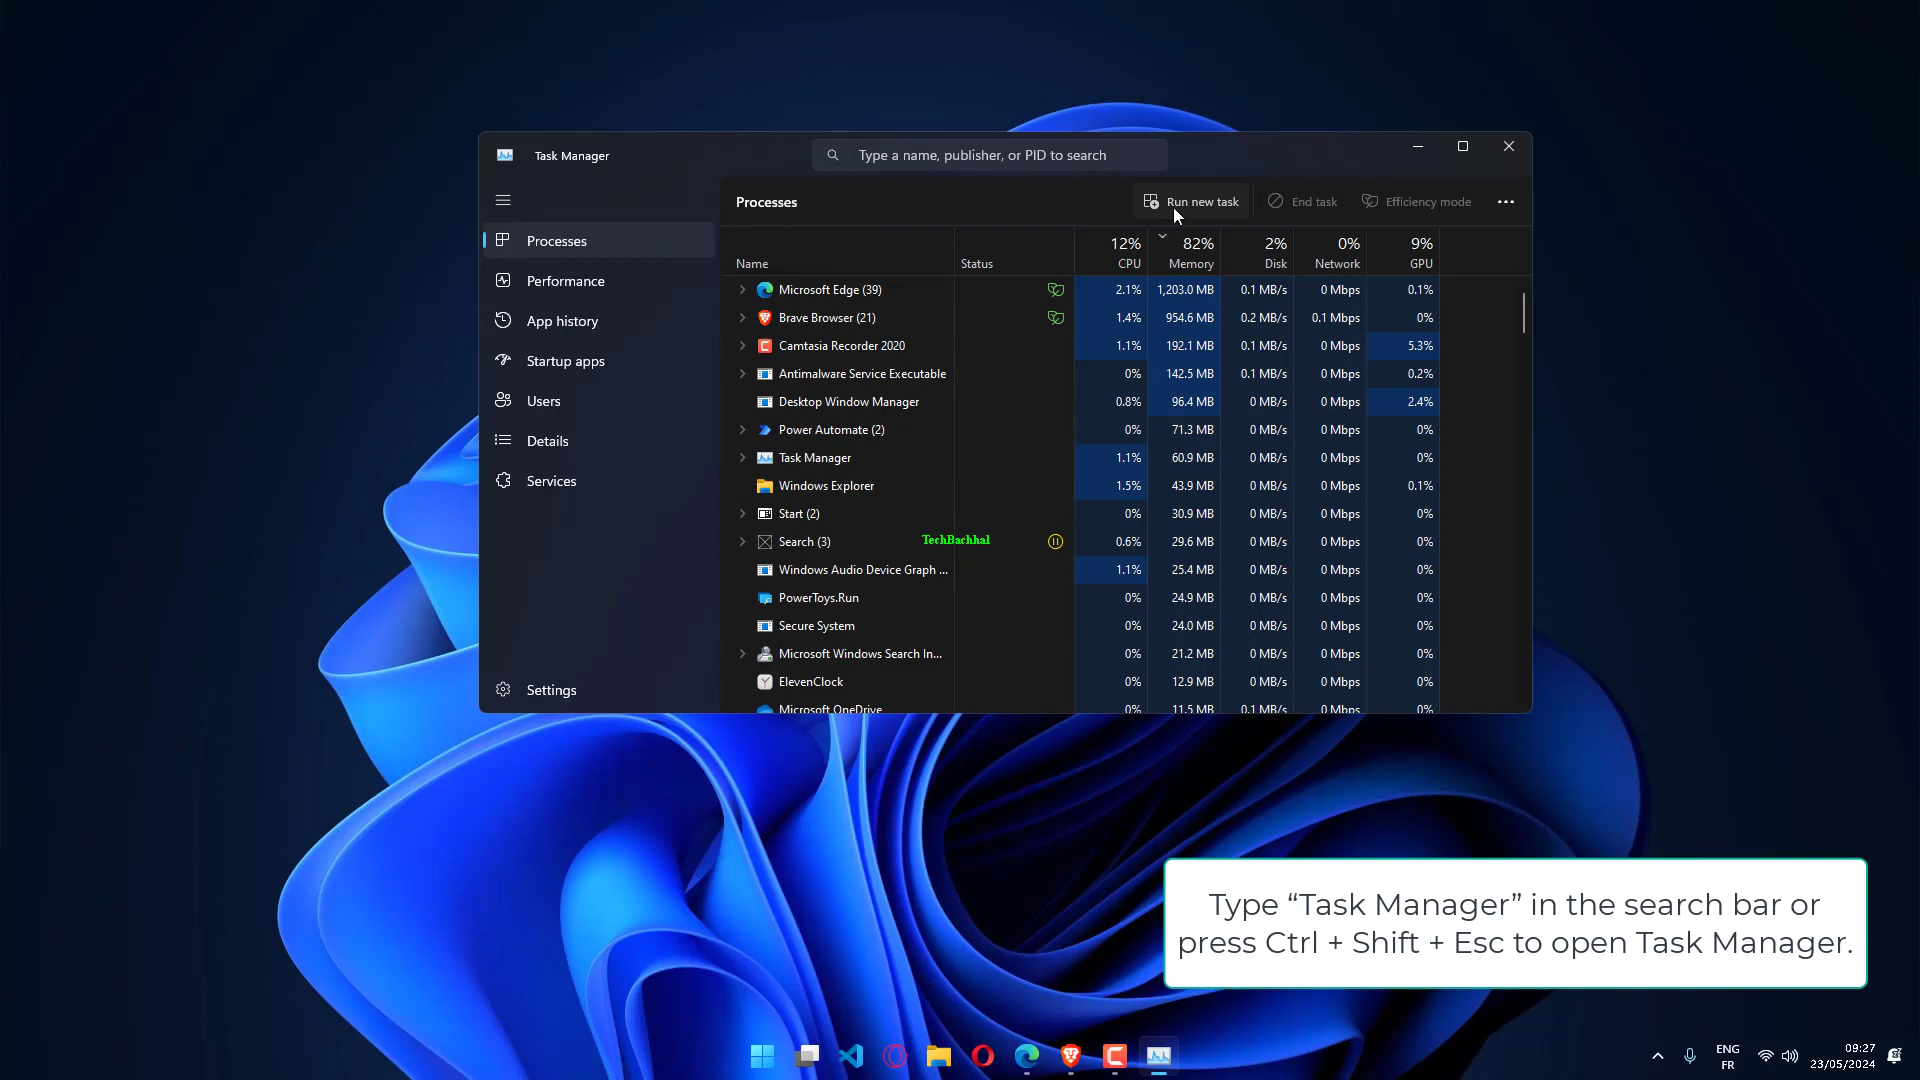 Task Manager
Type a name, publisher, or PID to search
Processes
Run new task
End task
Efficiency mode
Processes
Performance
App history
Startup apps
Users
Details
Services
Settings
12% 82% 2% 0% 9%
Name Status CPU Memory Disk Network GPU
Microsoft Edge (39) 2.1% 1,203.0 MB 0.1 MB/s 0 Mbps 0.1%
Brave Browser (21) 1.4% 954.6 MB 0.2 MB/s 0.1 Mbps 0%
Camtasia Recorder 2020 1.1% 192.1 MB 0.1 MB/s 0 Mbps 5.3%
Antimalware Service Executable 0% 142.5 MB 0.1 MB/s 0 Mbps 0.2%
Desktop Window Manager 0.8% 96.4 MB 0 MB/s 0 Mbps 2.4%
Power Automate (2) 0% 71.3 MB 0 MB/s 0 Mbps 0%
Task Manager 1.1% 60.9 MB 0 MB/s 0 Mbps 0%
Windows Explorer 1.5% 43.9 MB 0 MB/s 0 Mbps 0.1%
Start (2) 0% 30.9 MB 0 MB/s 0 Mbps 0%
Search (3) TechBachhal 0.6% 29.6 MB 0 MB/s 0 Mbps 0%
Windows Audio Device Graph ... 1.1% 25.4 MB 0 MB/s 0 Mbps 0%
PowerToys.Run 0% 24.9 MB 0 MB/s 0 Mbps 0%
Secure System 0% 24.0 MB 0 MB/s 0 Mbps 0%
Microsoft Windows Search In... 0% 21.2 MB 0 MB/s 0 Mbps 0%
ElevenClock 0% 12.9 MB 0 MB/s 0 Mbps 0%
Microsoft OneDrive 0% 11.5 MB 0.1 MB/s 0 Mbps 0%
Type “Task Manager” in the search bar or
press Ctrl + Shift + Esc to open Task Manager.
ENG
FR
09:27
23/05/2024